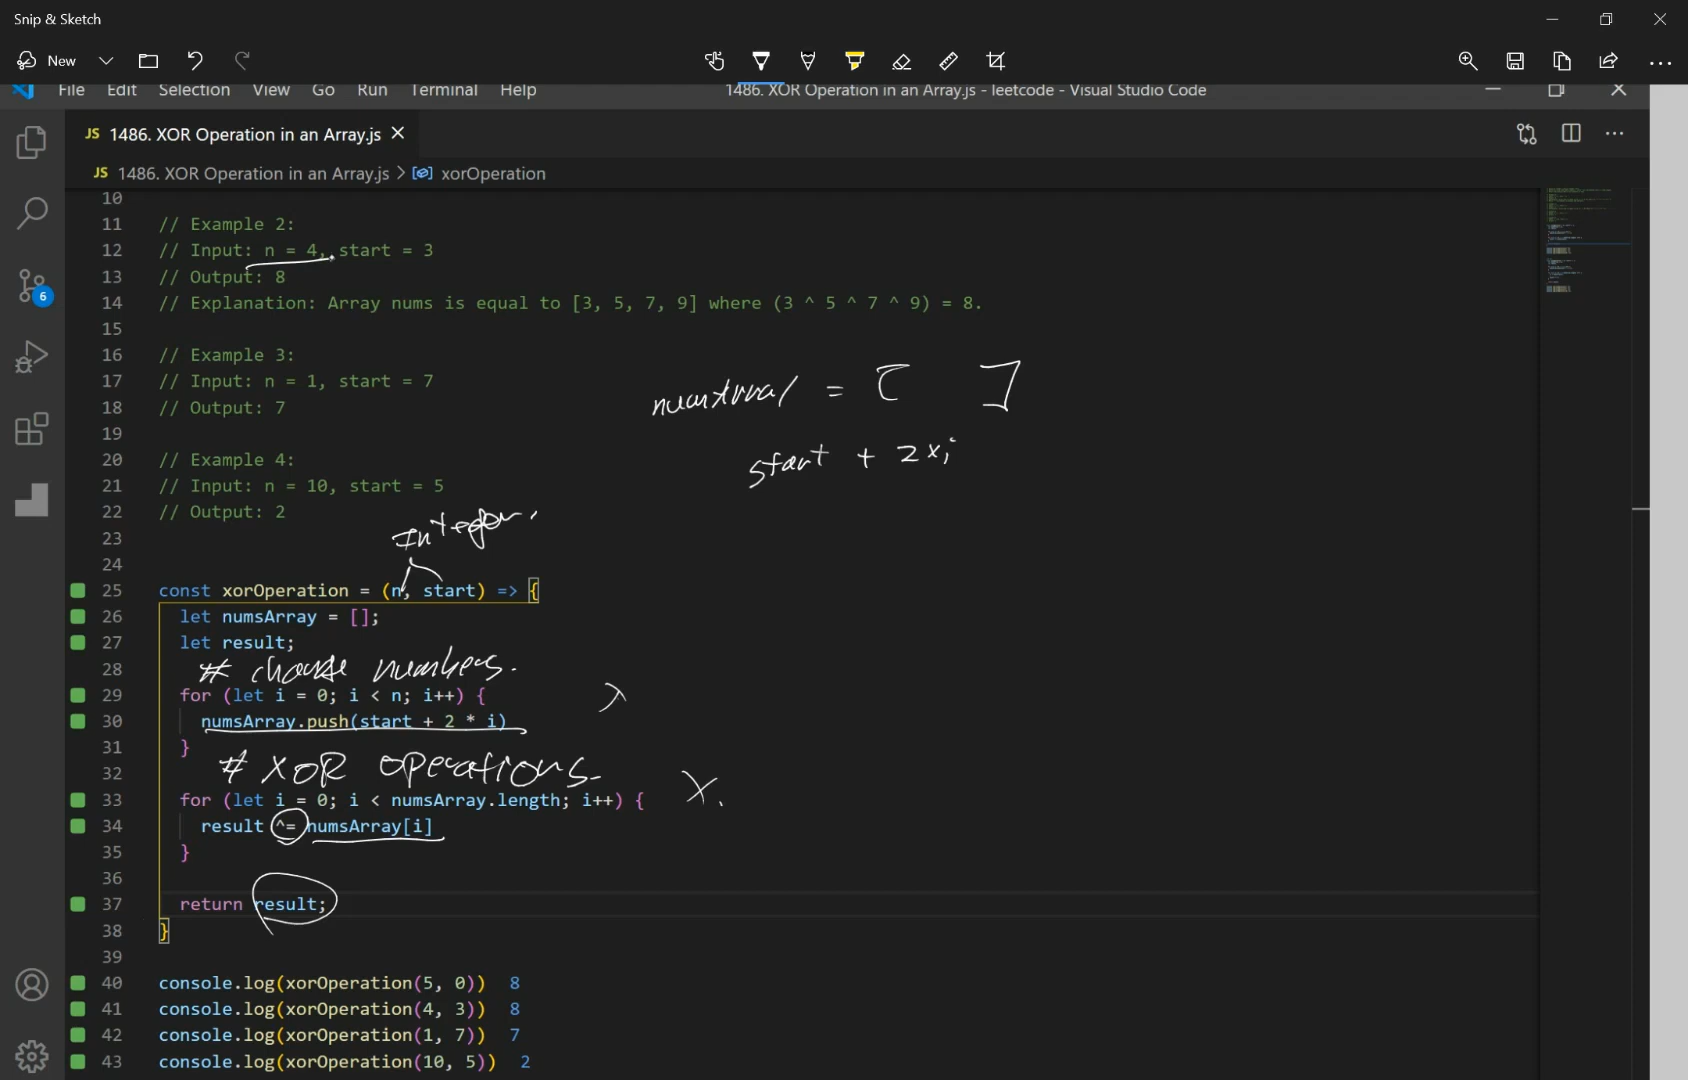 Snip & Sketch
New
File Edit Selection View Go Run Terminal Help
1486. XOR Operation in an Array.js - leetcode - Visual Studio Code
JS 1486. XOR Operation in an Array.js
JS 1486. XOR Operation in an Array.js > xorOperation
10
11 // Example 2:
12 // Input: n = 4, start = 3
13 // Output: 8
14 // Explanation: Array nums is equal to [3, 5, 7, 9] where (3 ^ 5 ^ 7 ^ 9) = 8.
15
16 // Example 3:
17 // Input: n = 1, start = 7
18 // Output: 7
= [ ]
19
20 // Example 4:
start + 2 x i
21 // Input: n = 10, start = 5
22 // Output: 2
Integer.
23
24
25 const xorOperation = (n, start) => {
26 let numsArray = [];
27 let result;
28 # numbers.
29 for (let i = 0; i < n; i++) {
30 numsArray.push(start + 2 * i)
31 }
32 # XOR operations.
33 for (let i = 0; i < numsArray.length; i++) { X.
34 result ^= numsArray[i]
35 }
36
37 return result;
38 }
39
6
40 console.log(xorOperation(5, 0)) 8
41 console.log(xorOperation(4, 3)) 8
42 console.log(xorOperation(1, 7)) 7
43 console.log(xorOperation(10, 5)) 2